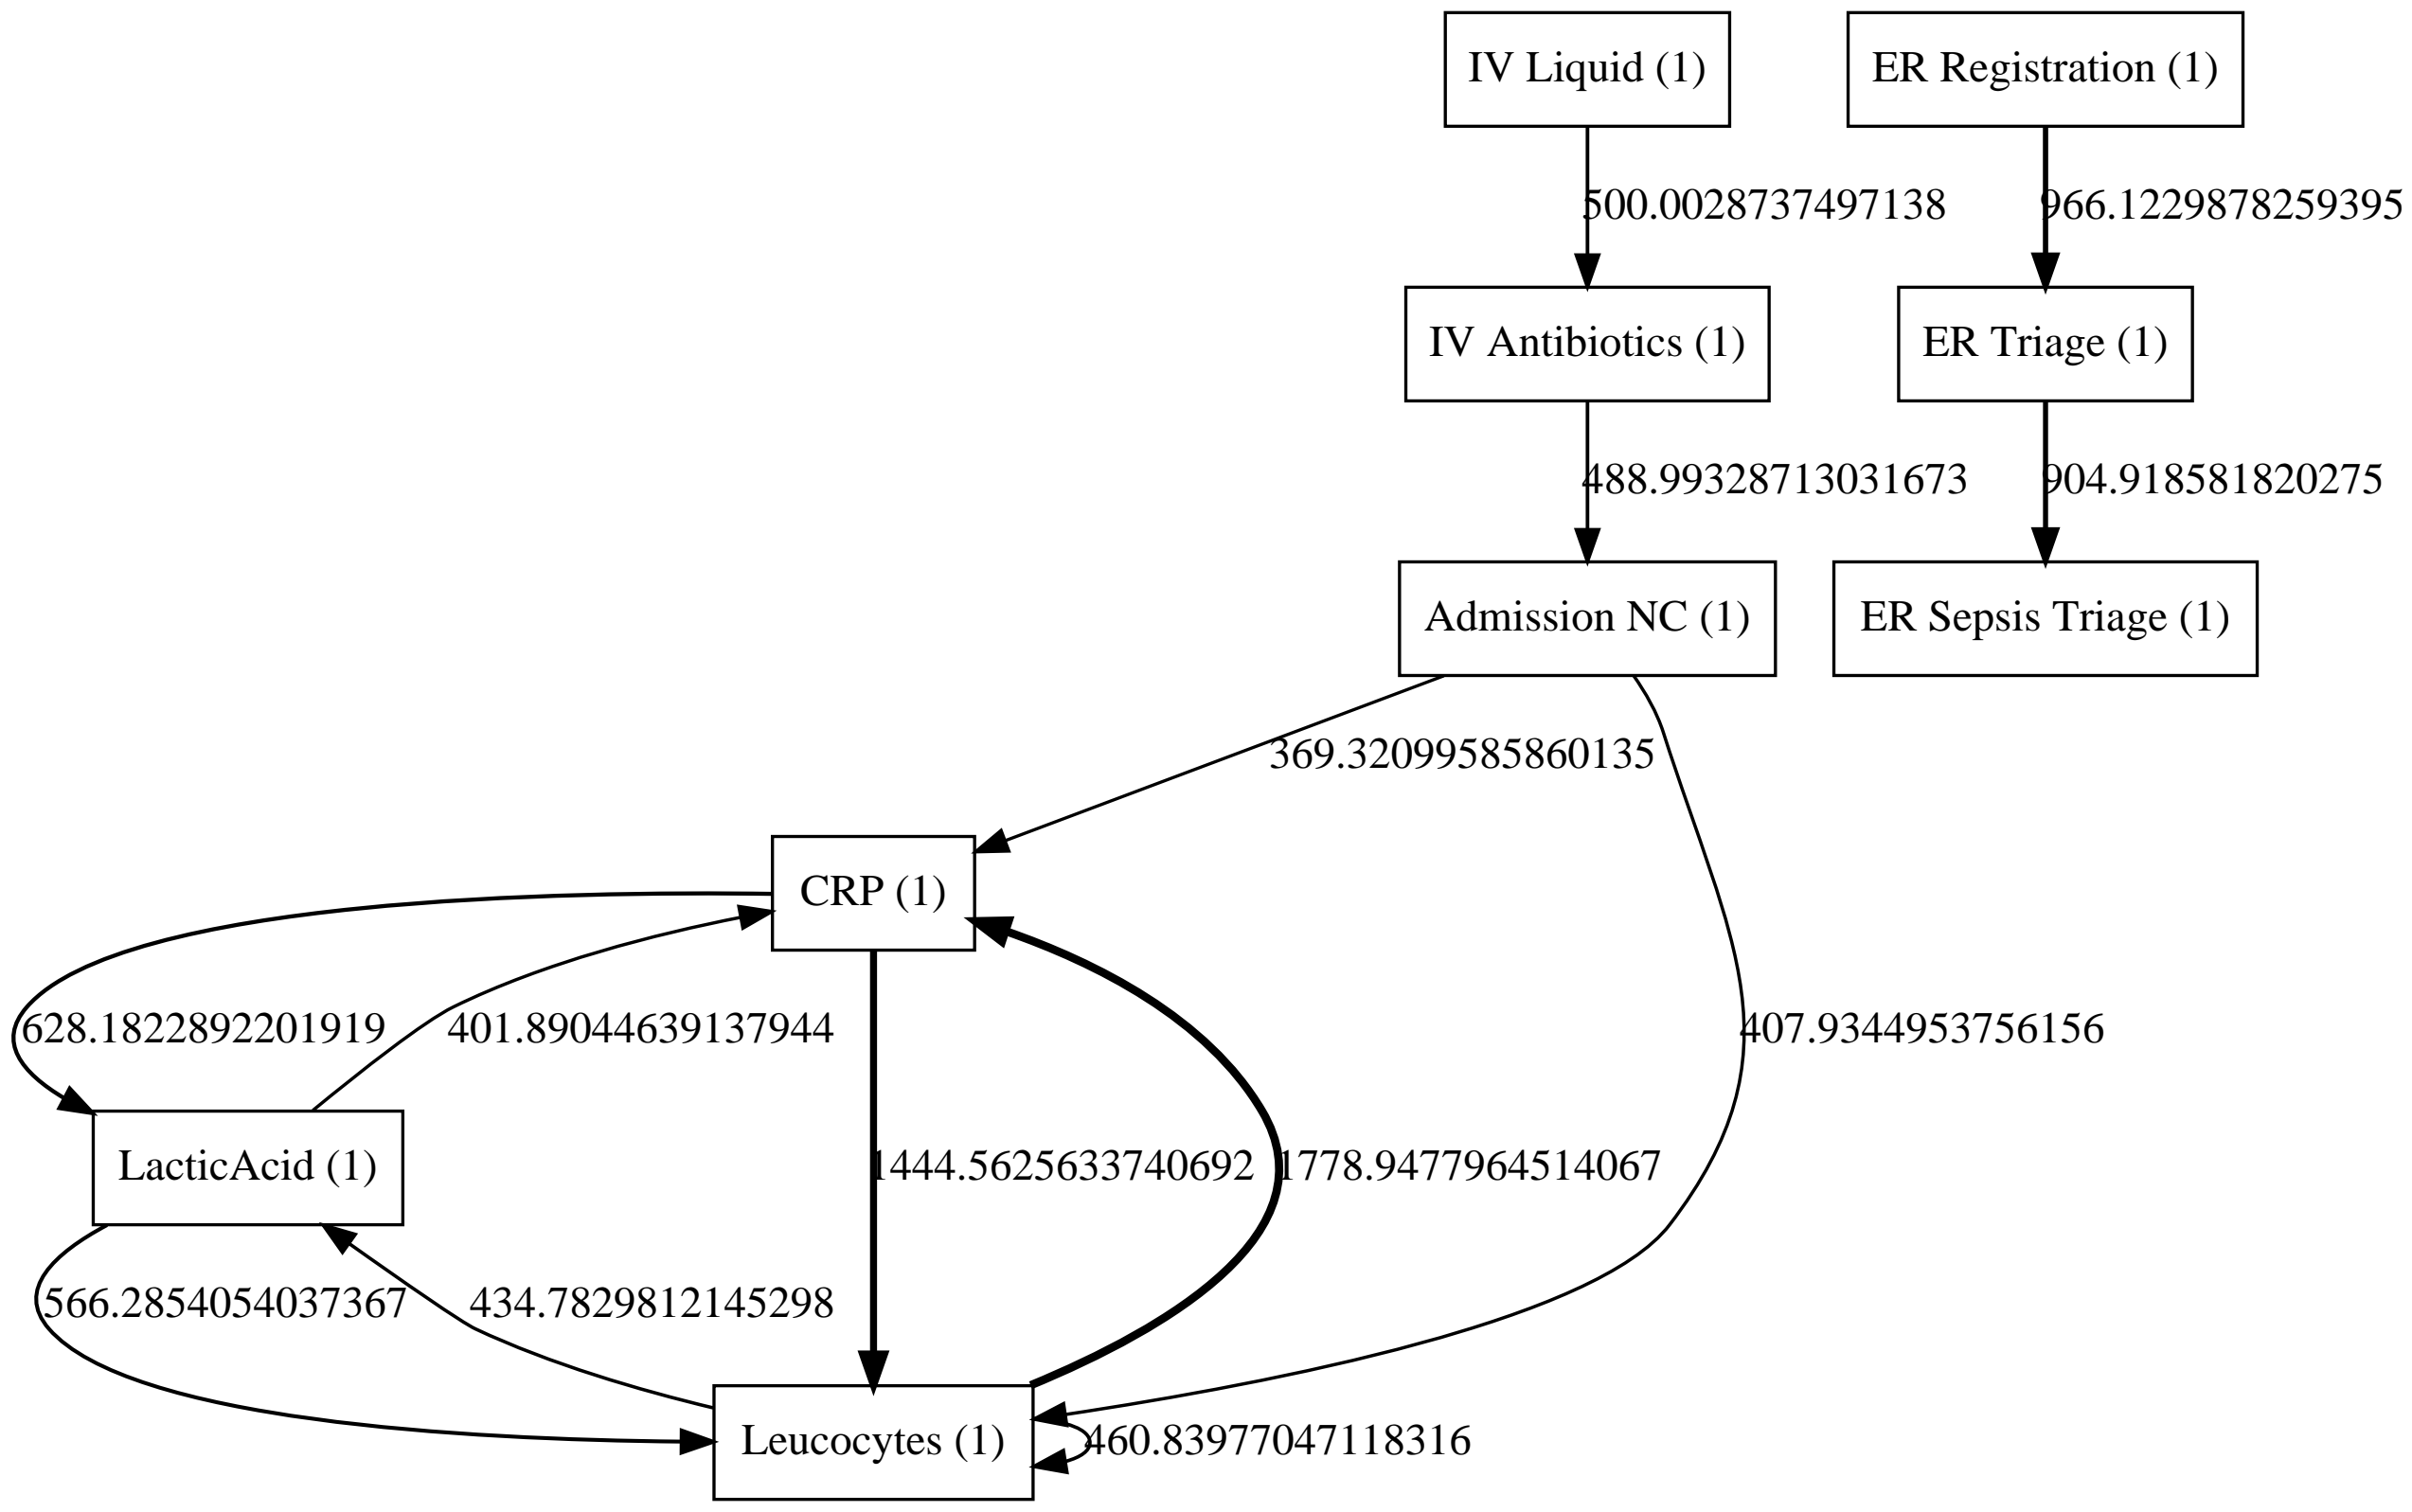 IV Liquid (1)
ER Registration (1)
500.0028737497138
966.1229878259395
IV Antibiotics (1)
ER Triage (1)
488.99328713031673
904.918581820275
Admission NC (1)
ER Sepsis Triage (1)
369.32099585860135
CRP (1)
628.1822892201919
401.89044639137944
407.9344953756156
LacticAcid (1)
1444.5625633740692
1778.9477964514067
566.2854054037367
434.7829812145298
Leucocytes (1)
460.83977047118316